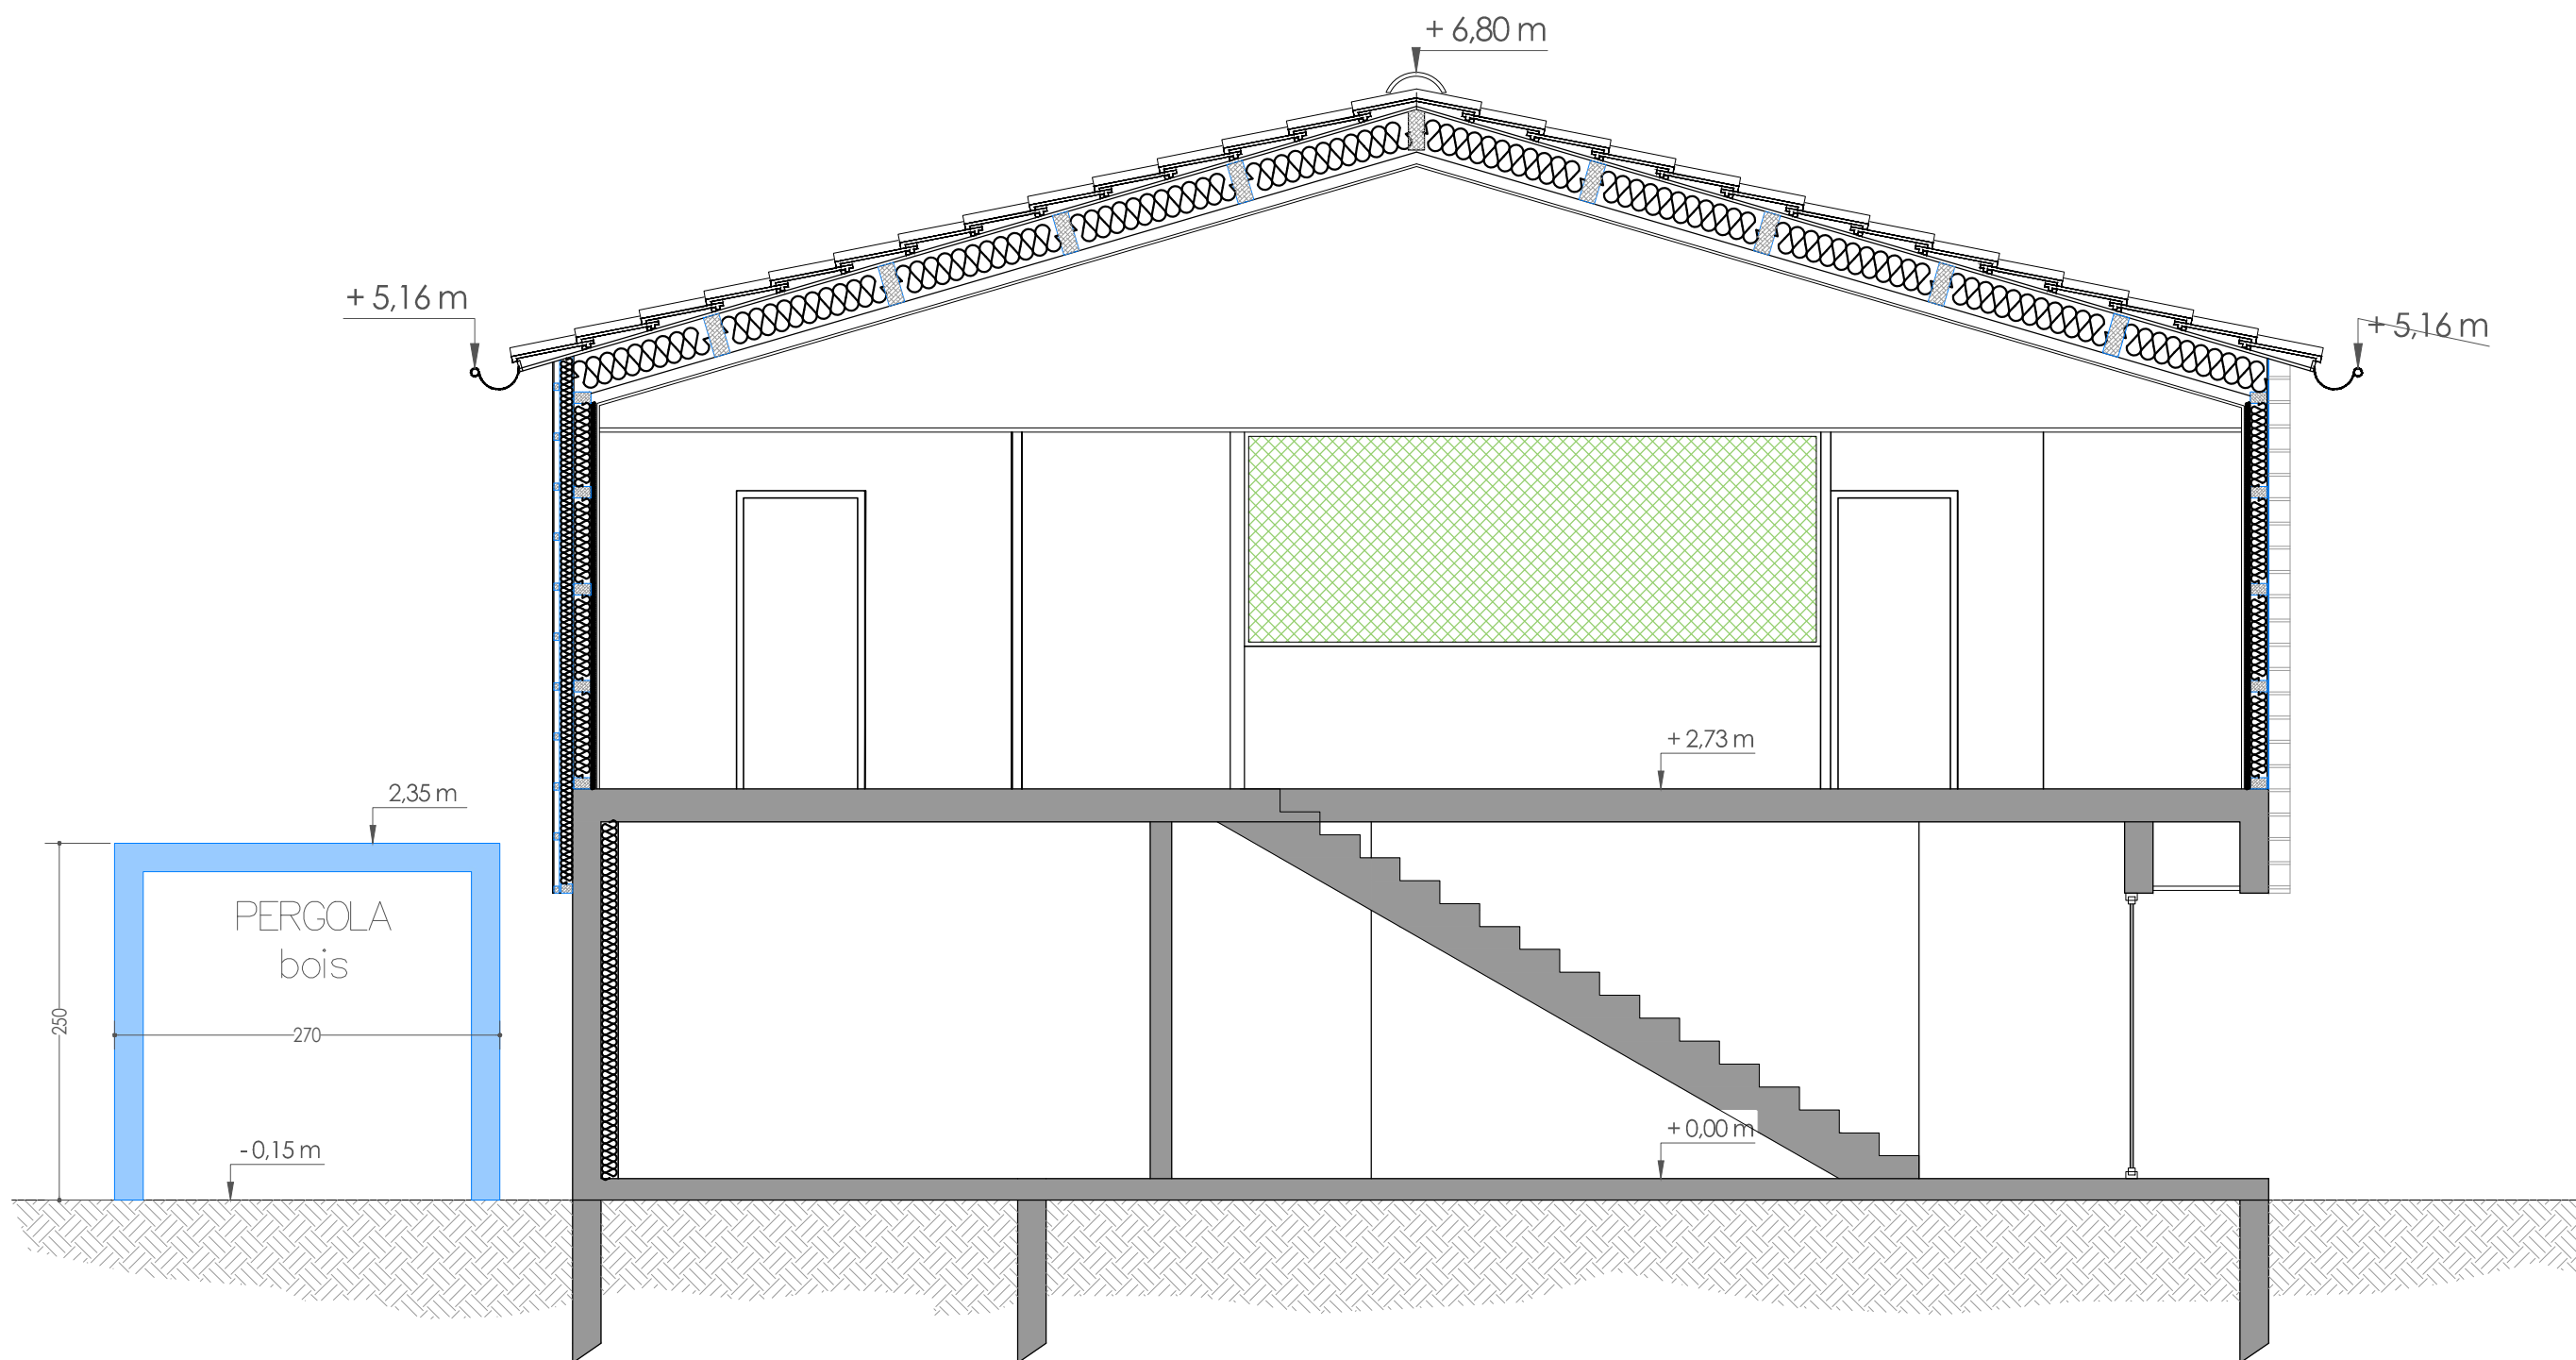 + 6,80 m
+ 5,16 m
+ 5,16 m
+ 2,73 m
2,35 m
PERGOLA
bois
250
270
- 0,15 m
+ 0,00 m